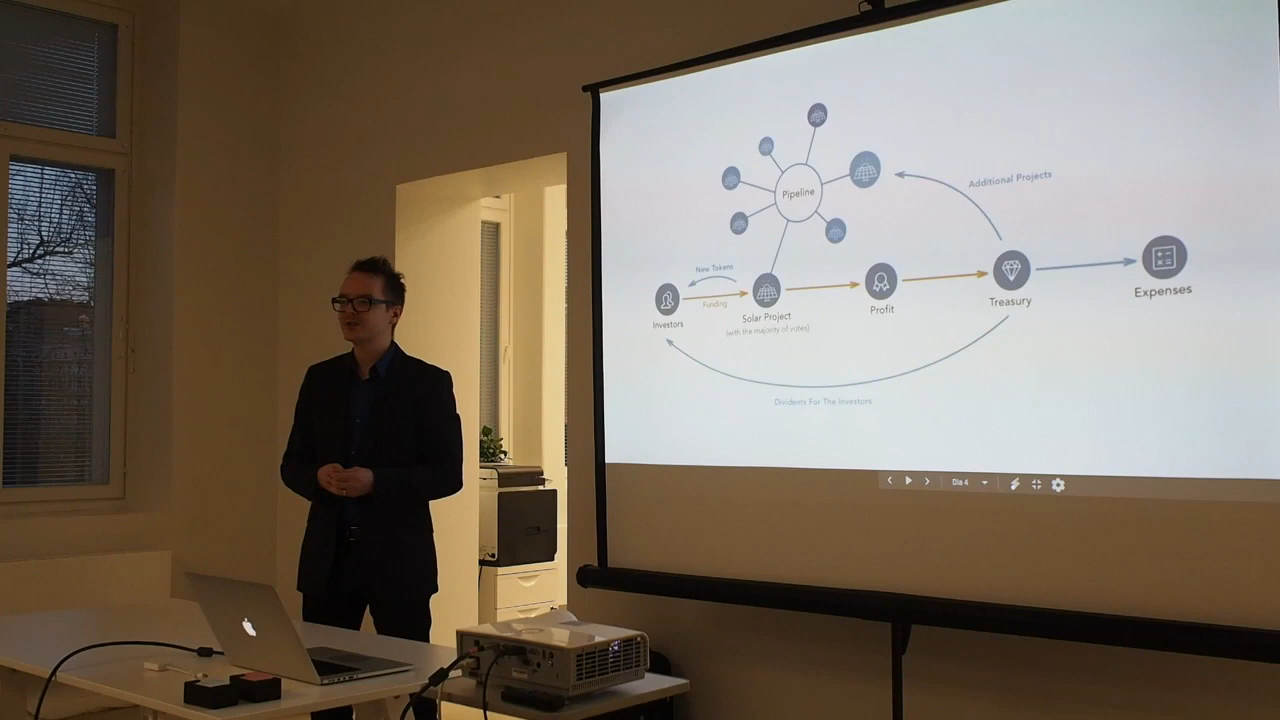 Pipeline
Additional Projects
New Tokens
Funding
Investors
Solar Project
(with the majority of votes)
Profit
Treasury
Expenses
Dividents For The Investors
Dia 4